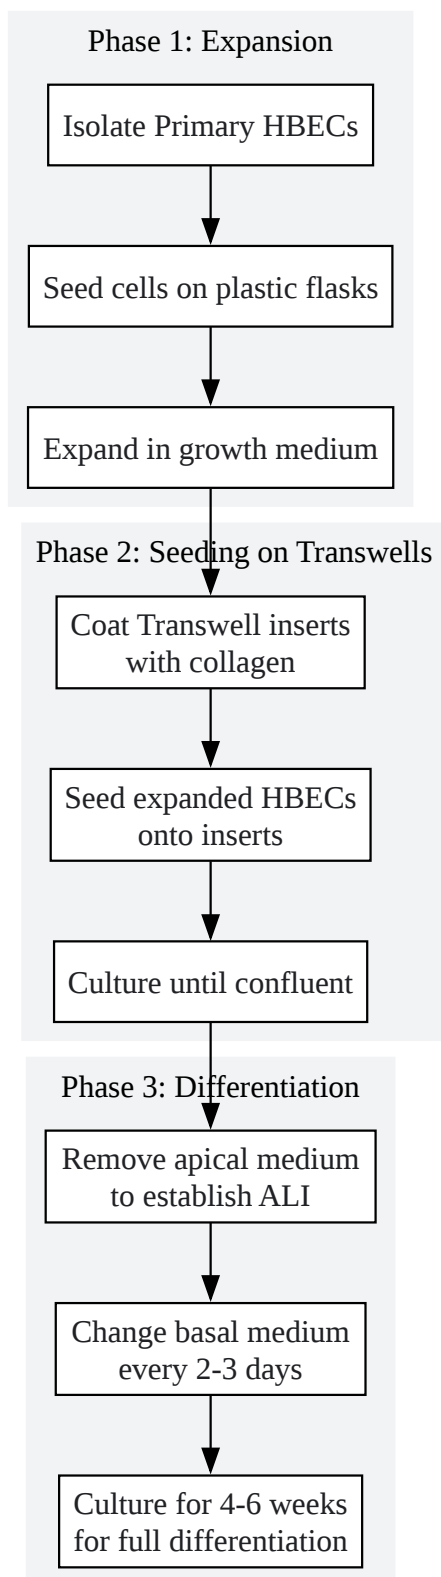 Phase 1: Expansion
Isolate Primary HBECs
Seed cells on plastic flasks
Expand in growth medium
Phase 2: Seeding on Transwells
Coat Transwell inserts
with collagen
Seed expanded HBECs
onto inserts
Culture until confluent
Phase 3: Differentiation
Remove apical medium
to establish ALI
Change basal medium
every 2-3 days
Culture for 4-6 weeks
for full differentiation